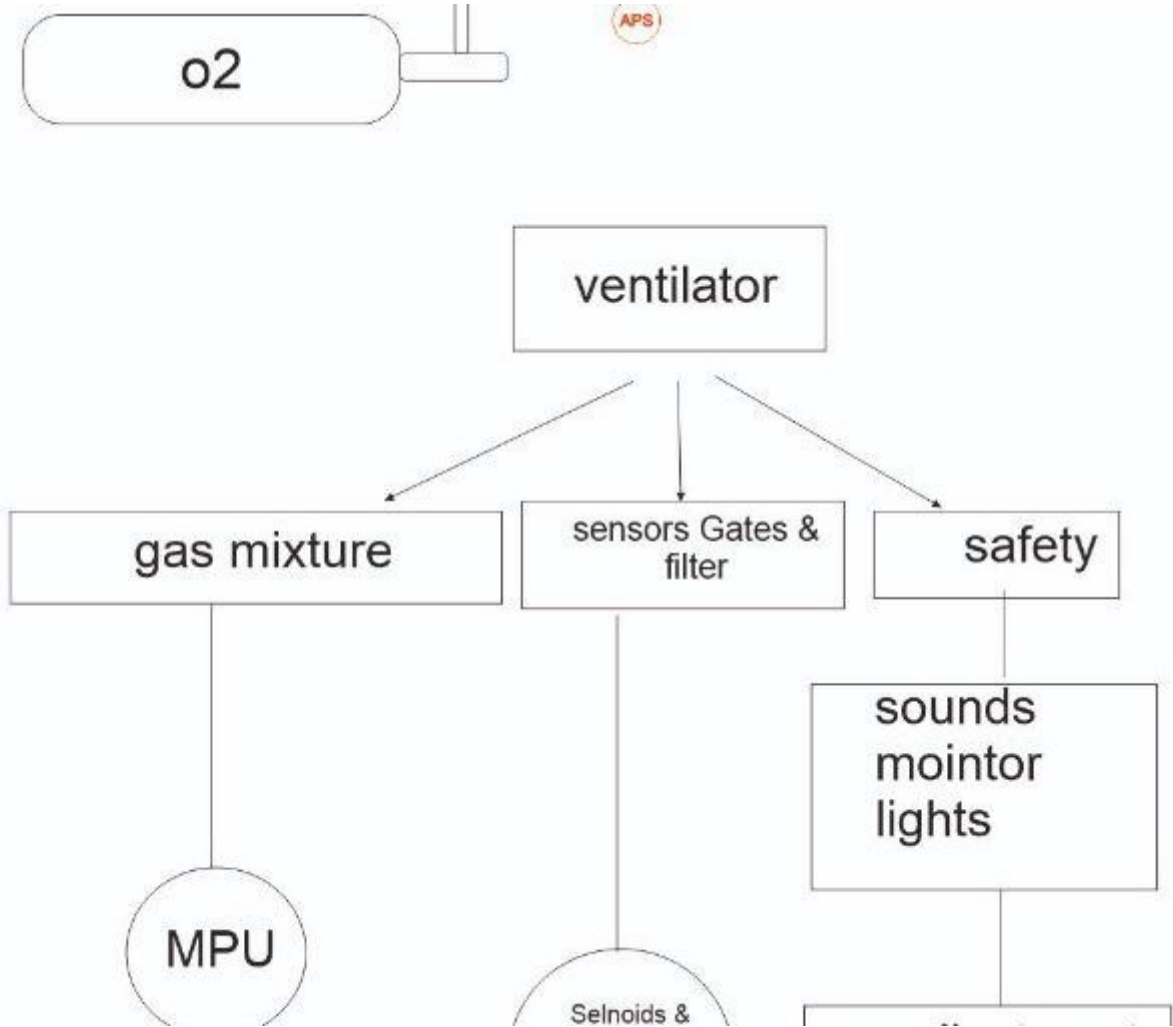 APS
o2
ventilator
gas mixture
sensors Gates &
filter
safety
sounds
mointor
lights
MPU
Selnoids &